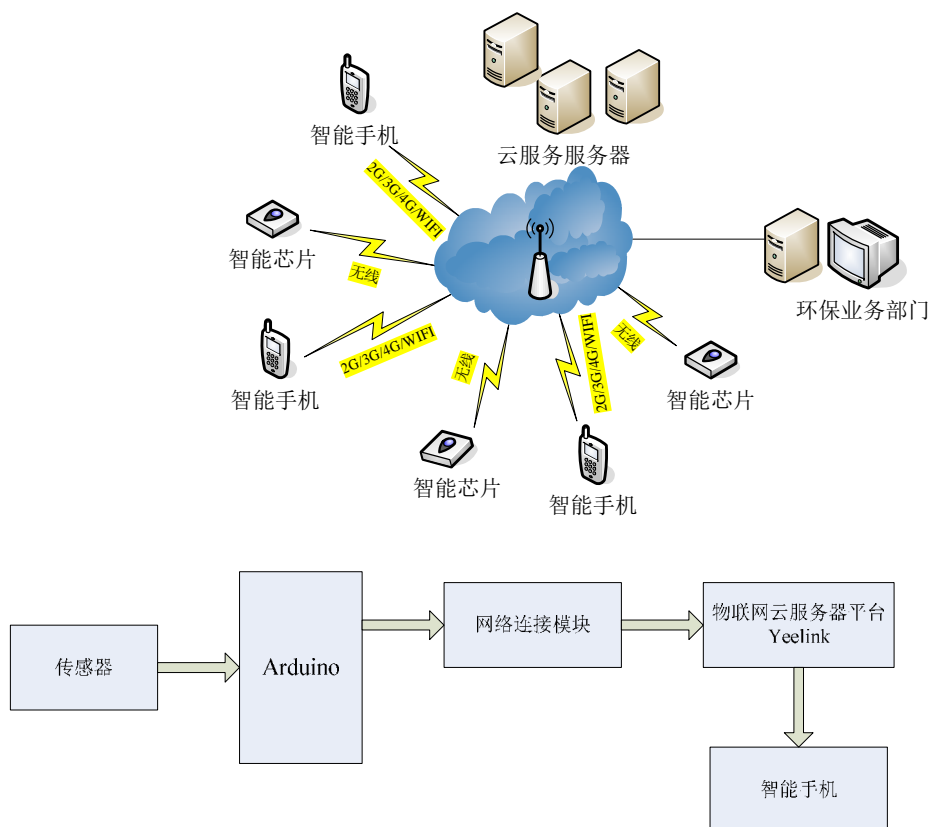 智能手机
云服务服务器
2G/3G/4G/WIFI
智能芯片
无线
环保业务部门
2G/3G/4G/WIFI
智能手机
无线
2G/3G/4G/WIFI
无线
智能芯片
智能芯片
智能手机
传感器
Arduino
网络连接模块
物联网云服务器平台
Yeelink
智能手机